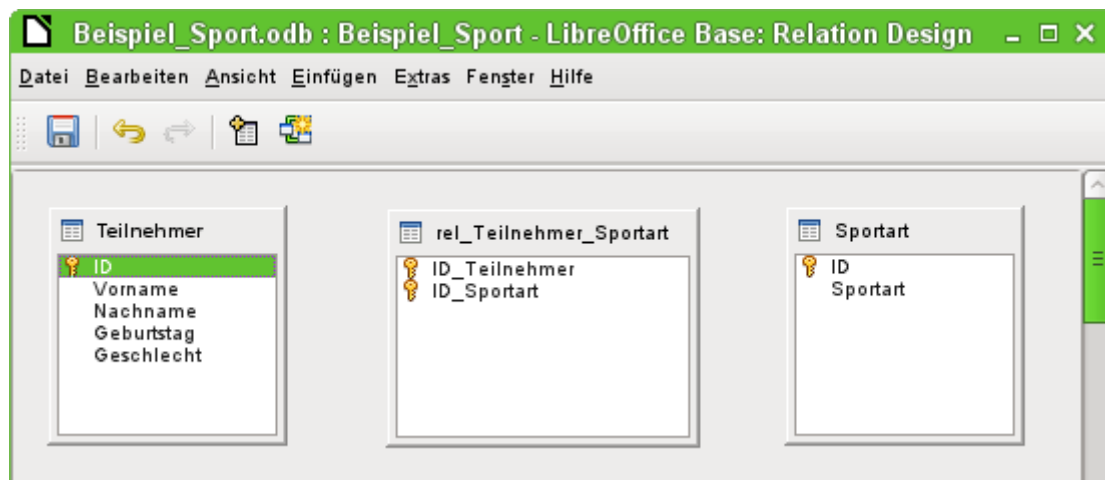 Beispiel_Sport.odb : Beispiel_Sport - LibreOffice Base: Relation Design
Datei Bearbeiten Ansicht Einfügen Extras Fenster Hilfe
Teilnehmer
ID
Vorname
Nachname
Geburtstag
Geschlecht
rel_Teilnehmer_Sportart
ID_Teilnehmer
ID_Sportart
Sportart
ID
Sportart